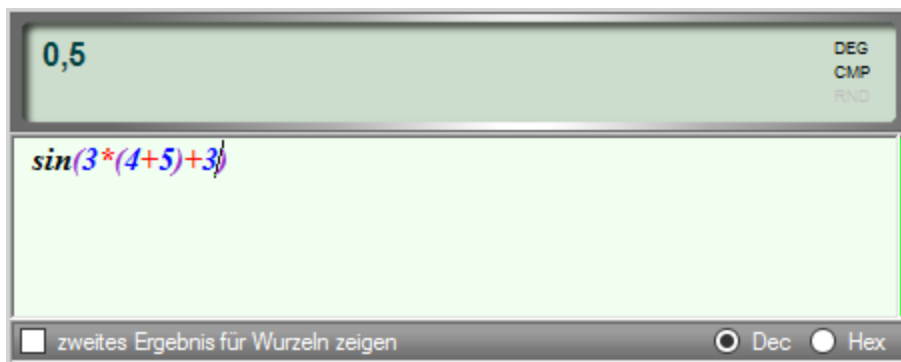 0,5
DEG
CMP
RND
sin(3*(4+5)+3)
zweites Ergebnis für Wurzeln zeigen
Dec Hex